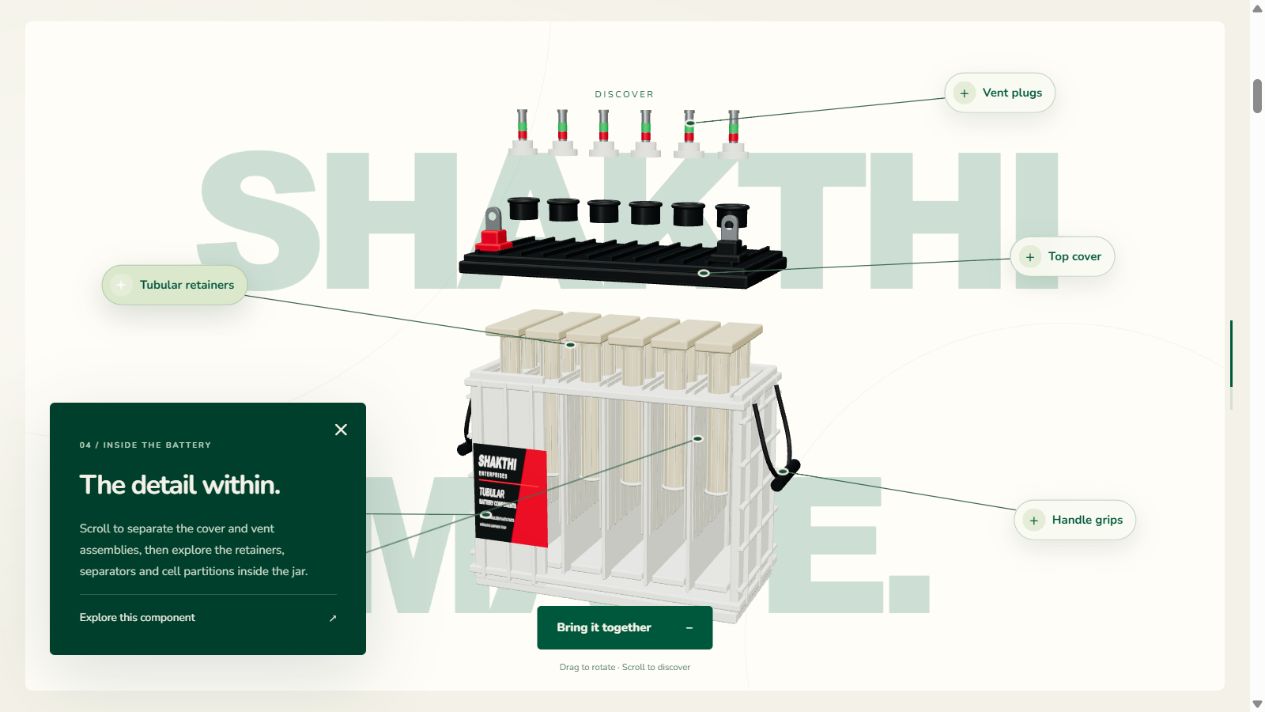 DISCOVER
Vent plugs
SHAKTHI
Top cover
Tubular retainers
04 / INSIDE THE BATTERY
The detail within.
Scroll to separate the cover and vent
assemblies, then explore the retainers,
separators and cell partitions inside the jar.
Explore this component
SHAKTHI
ENTERPRISES
TUBULAR
BATTERY COMPONENTS
Handle grips
Bring it together
Drag to rotate · Scroll to discover